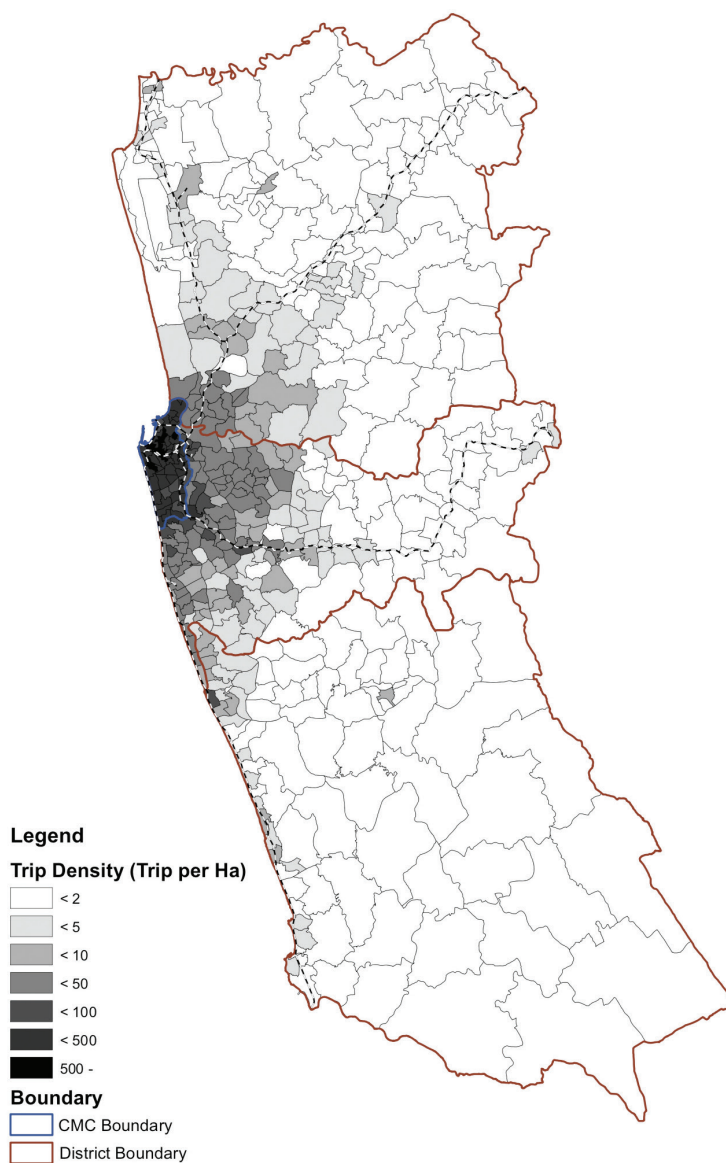 Legend
Trip Density (Trip per Ha)
< 2
< 5
< 10
< 50
< 100
< 500
500 -
Boundary
CMC Boundary
District Boundary